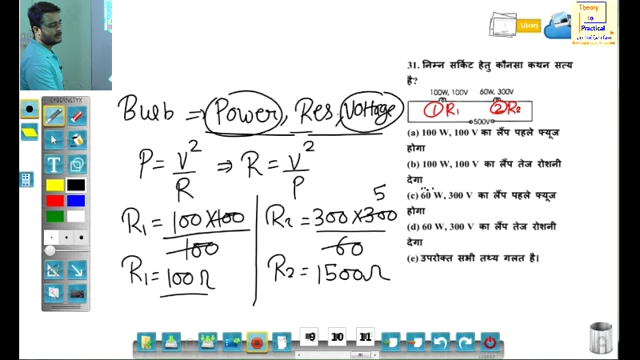 Theory
to
Practical
31. निम्न सर्किट हेतु कौनसा कथन सत्य
है?
100W, 100V 60W, 300V
① R₁ ② R₂
500V
(a) 100 W, 100 V का लैंप पहले फ्यूज
होगा
(b) 100 W, 100 V का लैंप तेज रोशनी
देगा
(c) 60 W, 300 V का लैंप पहले फ्यूज
होगा
(d) 60 W, 300 V का लैंप तेज रोशनी
देगा
(e) उपरोक्त सभी तथ्य गलत है।
Bulb = Power, Res, Voltage
P = V²/R ⇒ R = V²/P
R₁ = 100×100/100
R₁ = 100Ω
5
R₂ = 300×300/60
R₂ = 1500Ω
9 10 11